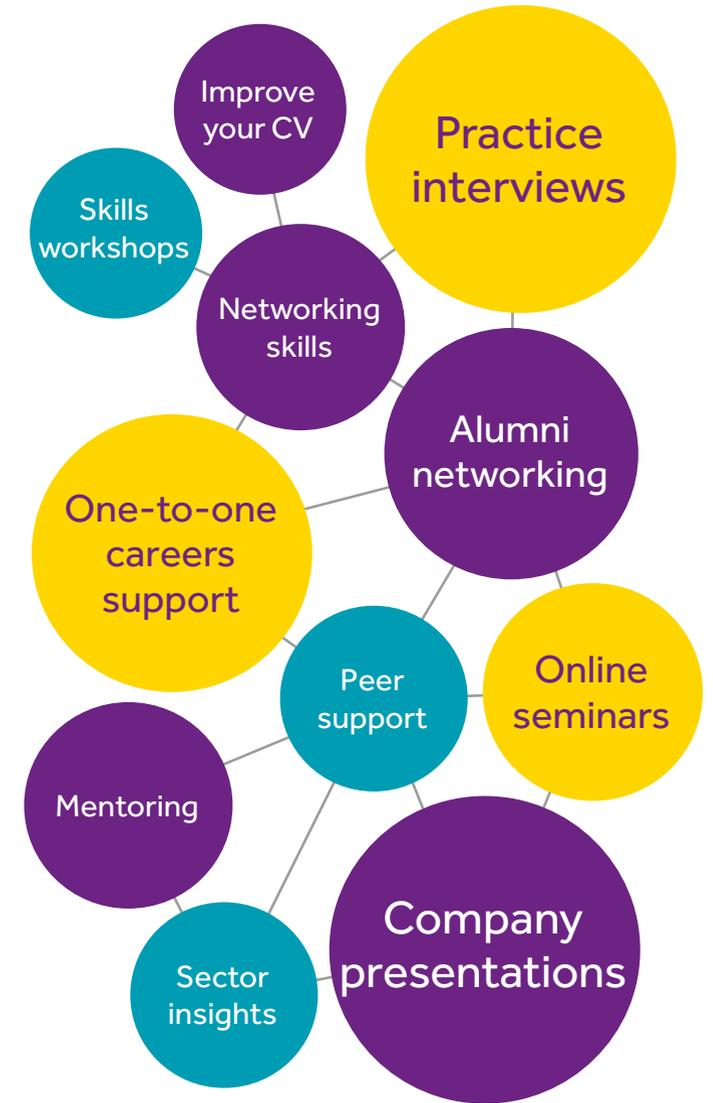 Improve
your CV
Practice
interviews
Skills
workshops
Networking
skills
Alumni
networking
One-to-one
careers
support
Peer
support
Online
seminars
Mentoring
Company
presentations
Sector
insights